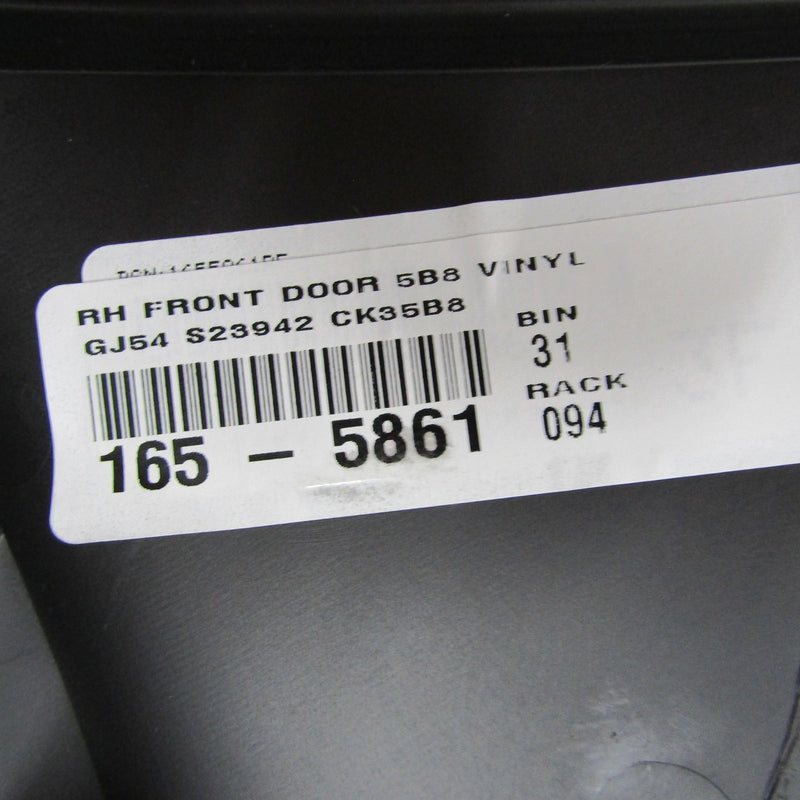 RH FRONT DOOR 5B8 VINYL
GJ54 S23942 CK35B8
BIN
31
RACK
094
165 - 5861